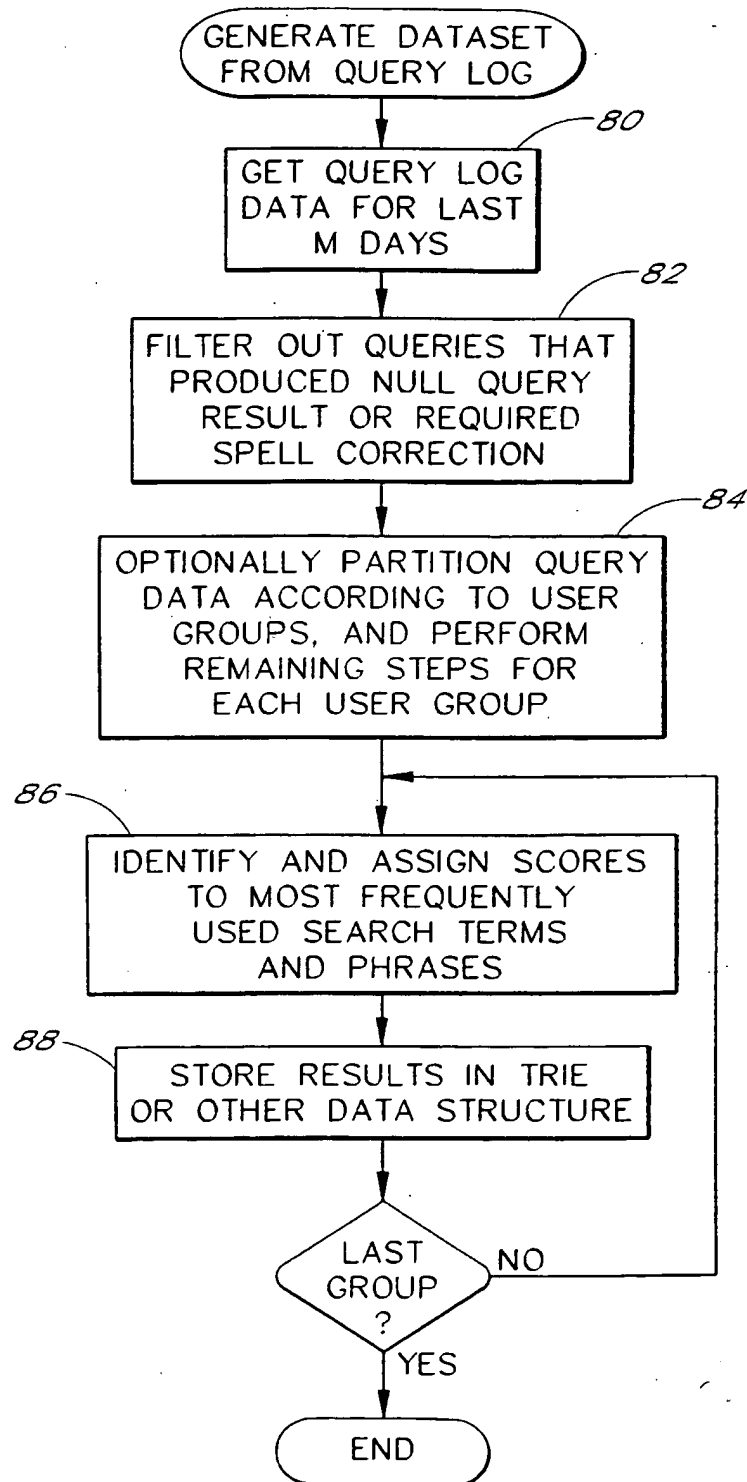 GENERATE DATASET
FROM QUERY LOG
80
GET QUERY LOG
DATA FOR LAST
M DAYS
82
FILTER OUT QUERIES THAT
PRODUCED NULL QUERY
RESULT OR REQUIRED
SPELL CORRECTION
84
OPTIONALLY PARTITION QUERY
DATA ACCORDING TO USER
GROUPS, AND PERFORM
REMAINING STEPS FOR
EACH USER GROUP
86
IDENTIFY AND ASSIGN SCORES
TO MOST FREQUENTLY
USED SEARCH TERMS
AND PHRASES
88
STORE RESULTS IN TRIE
OR OTHER DATA STRUCTURE
LAST
GROUP
?
NO
YES
END